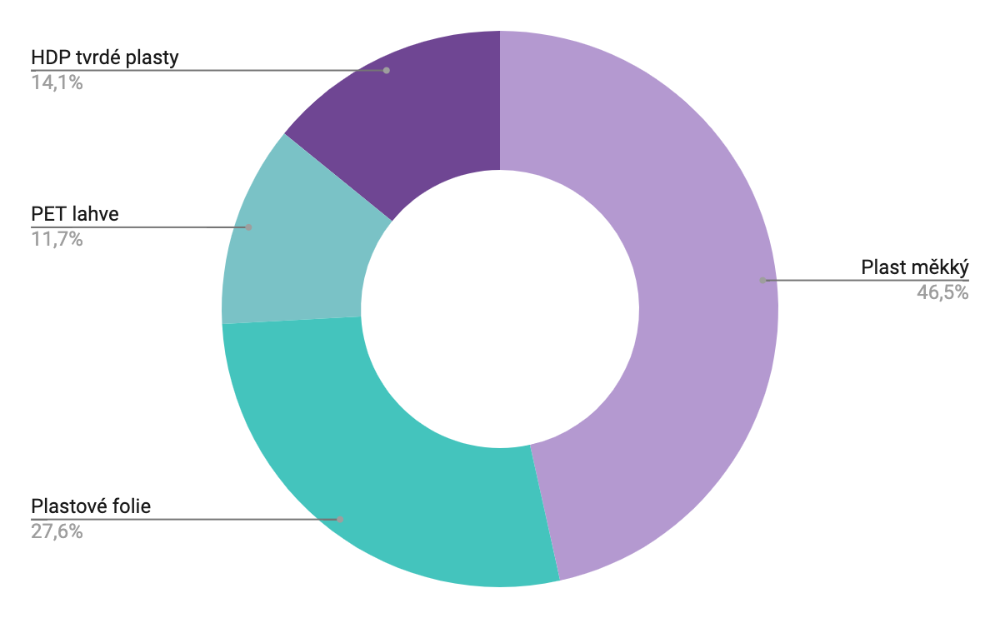 HDP tvrdé plasty
14,1%
PET lahve
11,7%
Plast měkký
46,5%
Plastové folie
27,6%